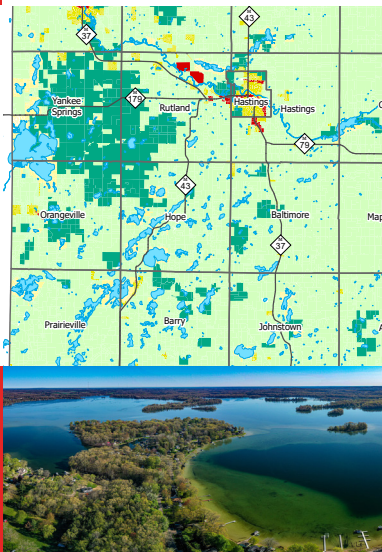 M
43
M
37
Yankee
Springs
M
179
Rutland
Hastings
Hastings
M
79
M
43
Orangeville
Hope
Baltimore
Map
M
37
Prairieville
Barry
Johnstown